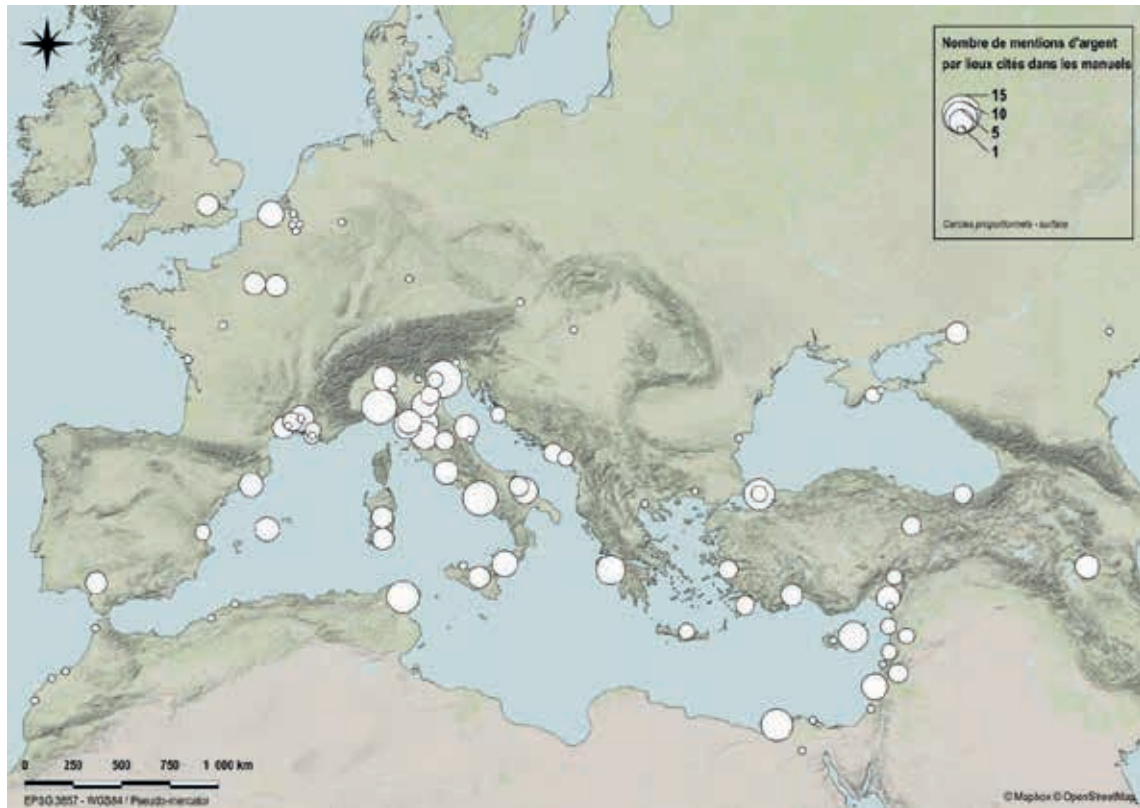 Nombre de mentions d'argent
par lieux cités dans les manuels
15
10
5
1
Cercles proportionnels - surface
0 250 500 750 1 000 km
EPSG:3857 - WGS84 / Pseudo-mercator
© Mapbox © OpenStreetMap